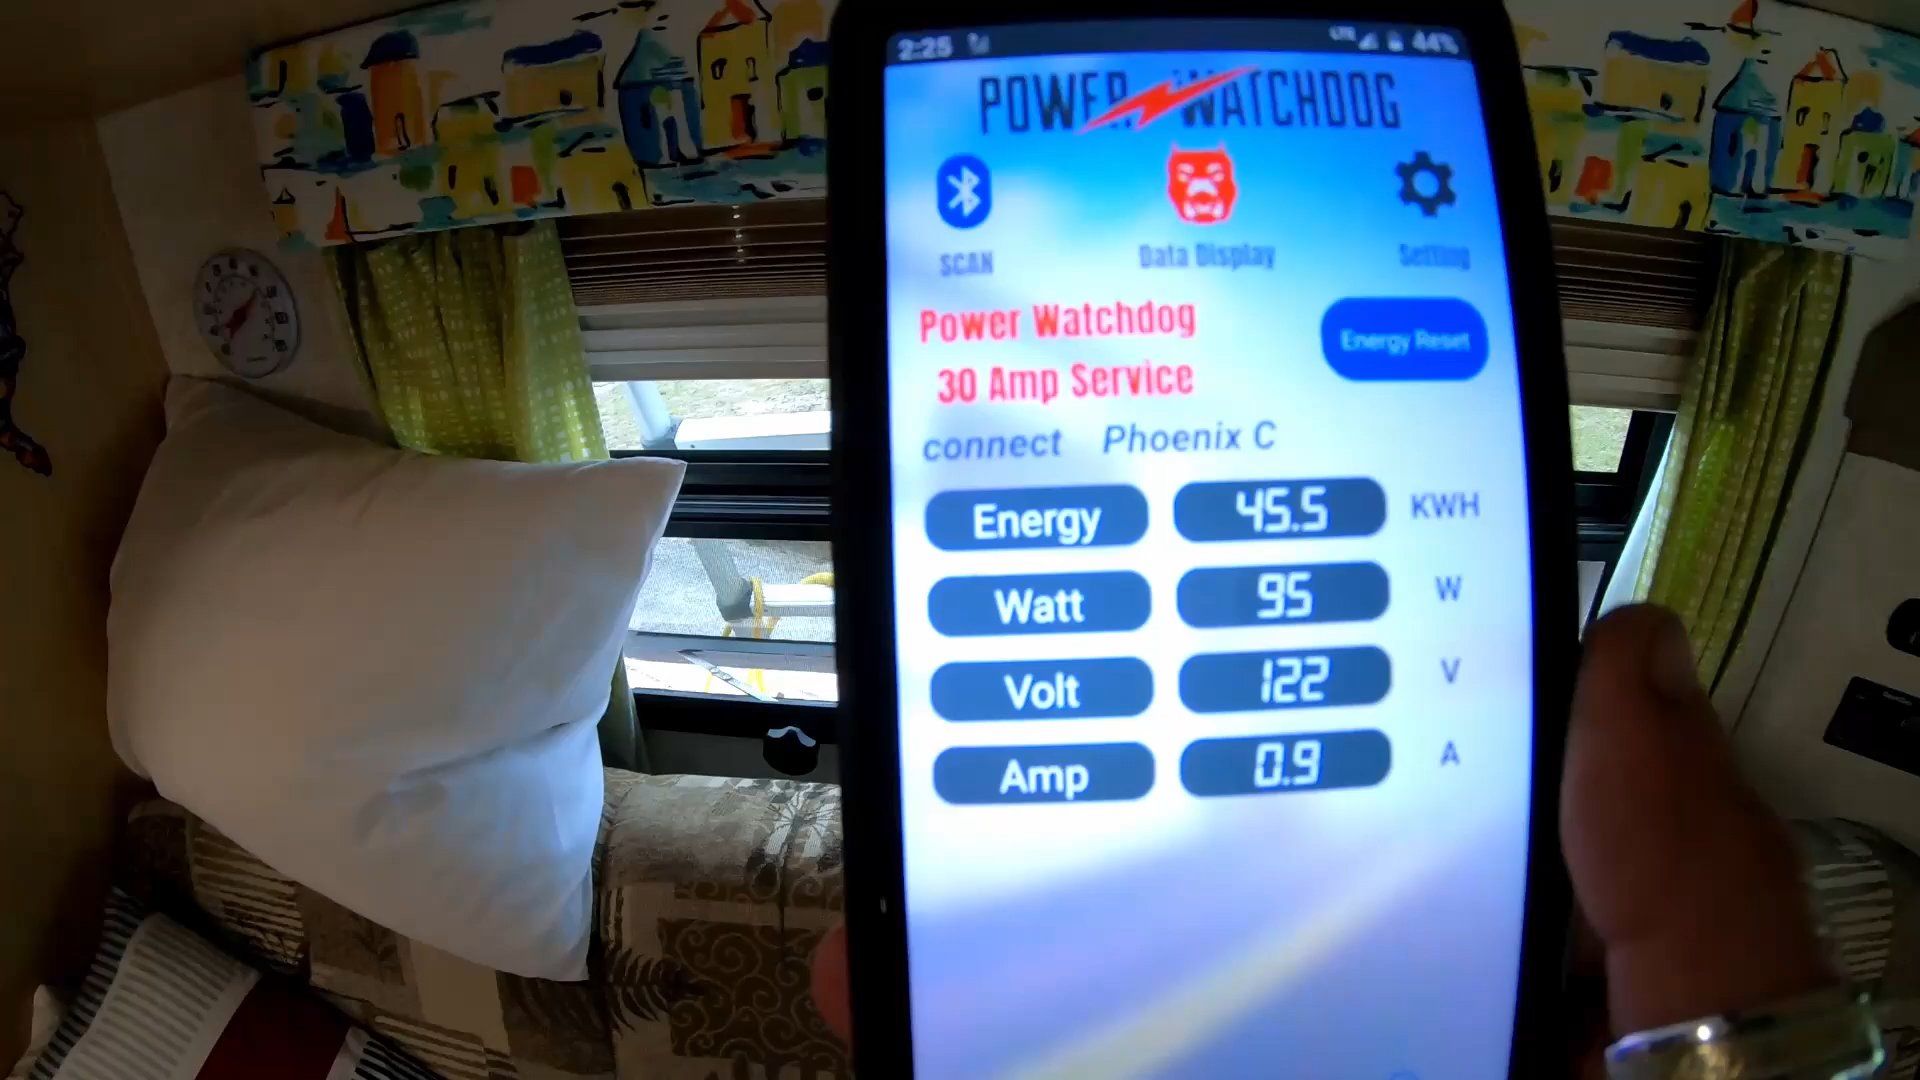 2:25 LTE 44%
POWER WATCHDOG
SCAN Data Display Setting
Power Watchdog
30 Amp Service
Energy Reset
connect Phoenix C
Energy 45.5 KWH
Watt 95 W
Volt 122 V
Amp 0.9 A